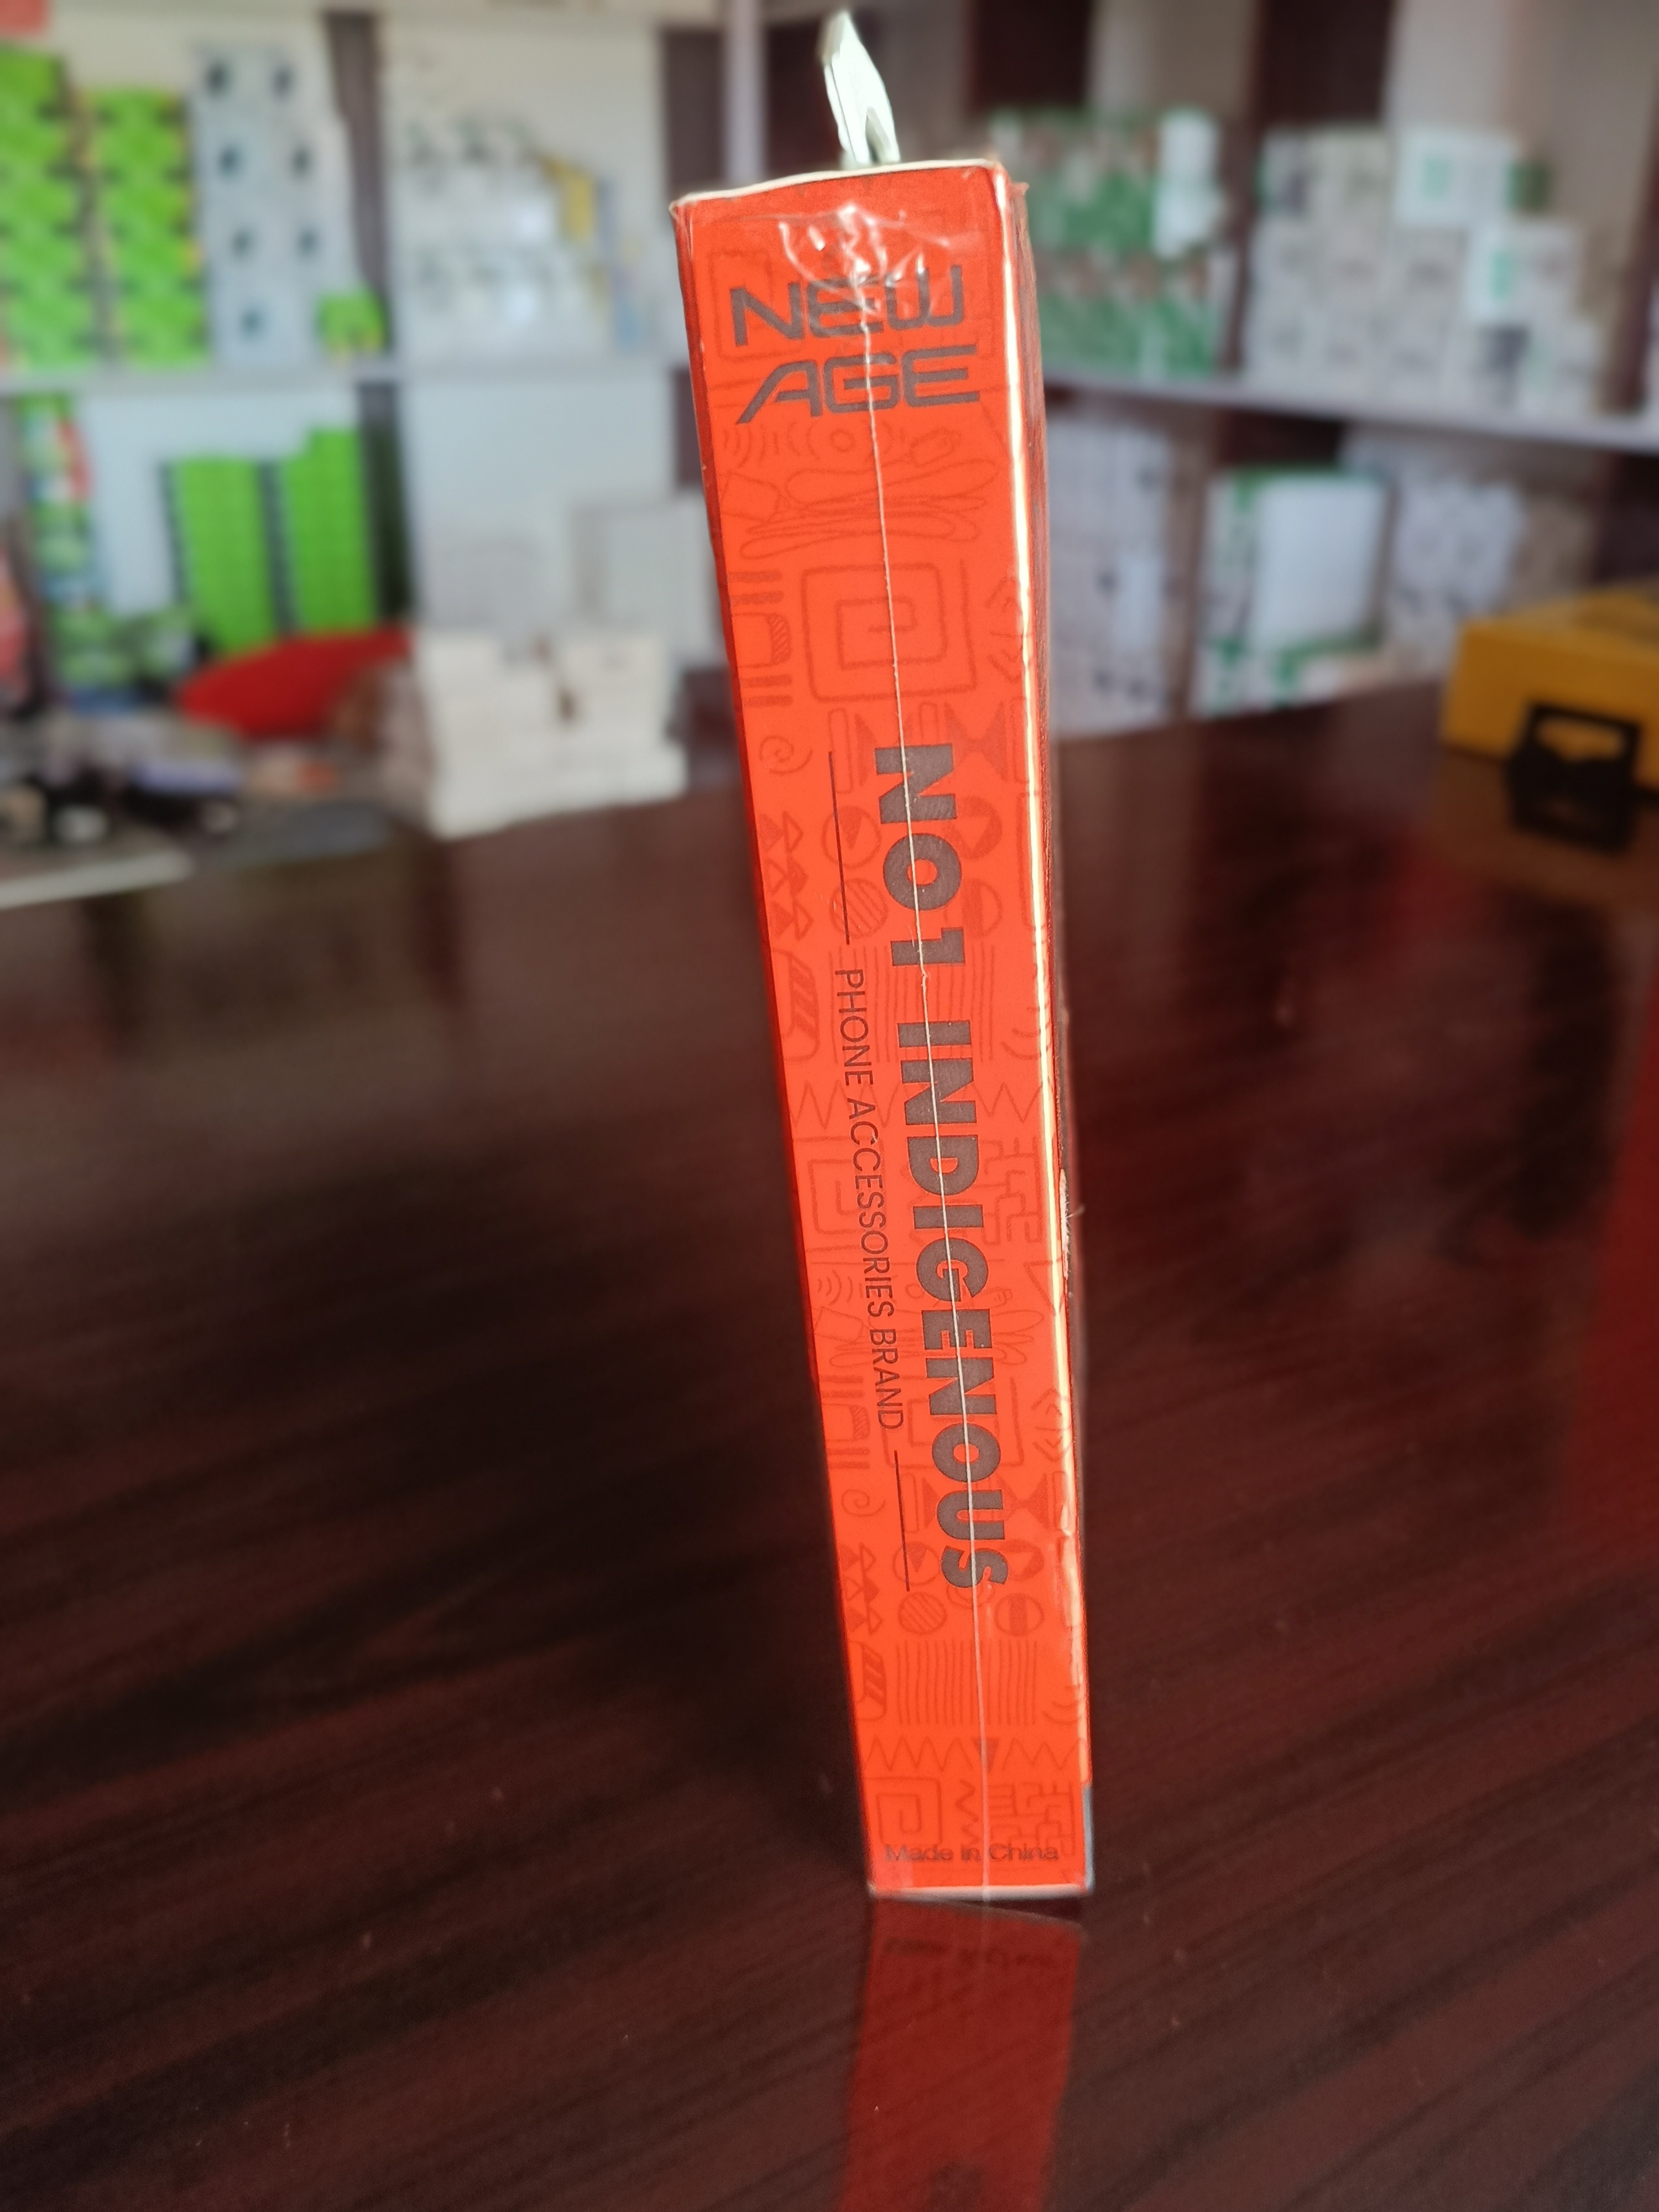 NEW
AGE
NO1 INDIGENOUS
PHONE ACCESSORIES BRAND
Made in China